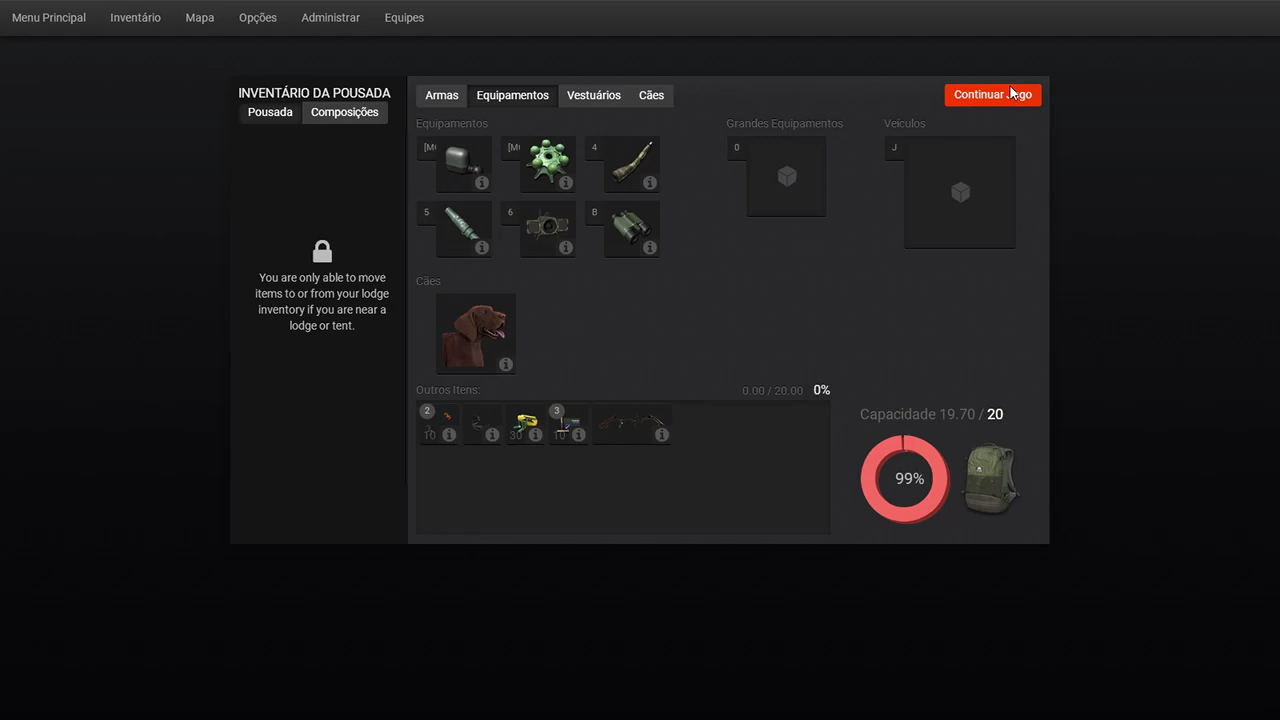 Menu Principal Inventário Mapa Opções Administrar Equipes
INVENTÁRIO DA POUSADA
Pousada Composições
You are only able to move
items to or from your lodge
inventory if you are near a
lodge or tent.
Armas Equipamentos Vestuários Cães
Continuar
Equipamentos
[M
[M
4
5
6
B
Grandes Equipamentos
0
Veículos
J
Cães
Outros Itens:
0.00 / 20.00 0%
2
10
30
3
10
Capacidade 19.70 / 20
99%